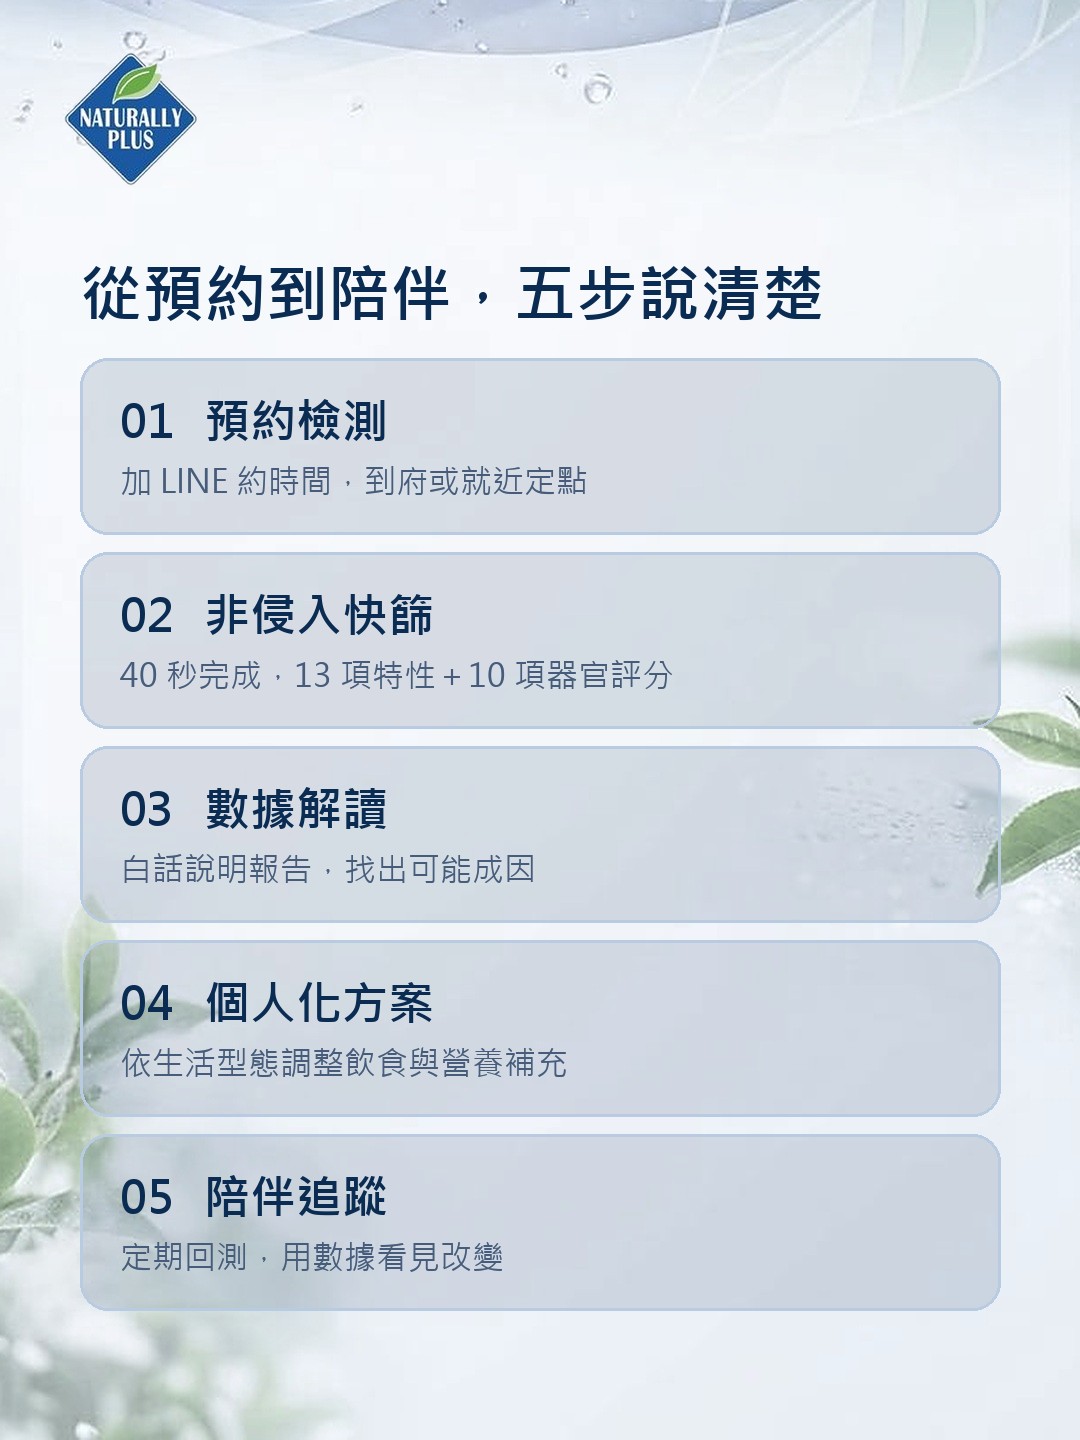 NATURALLY
PLUS
從預約到陪伴，五步說清楚
01 預約檢測
加 LINE 約時間，到府或就近定點
02 非侵入快篩
40 秒完成，13 項特性＋10 項器官評分
03 數據解讀
白話說明報告，找出可能成因
04 個人化方案
依生活型態調整飲食與營養補充
05 陪伴追蹤
定期回測，用數據看見改變